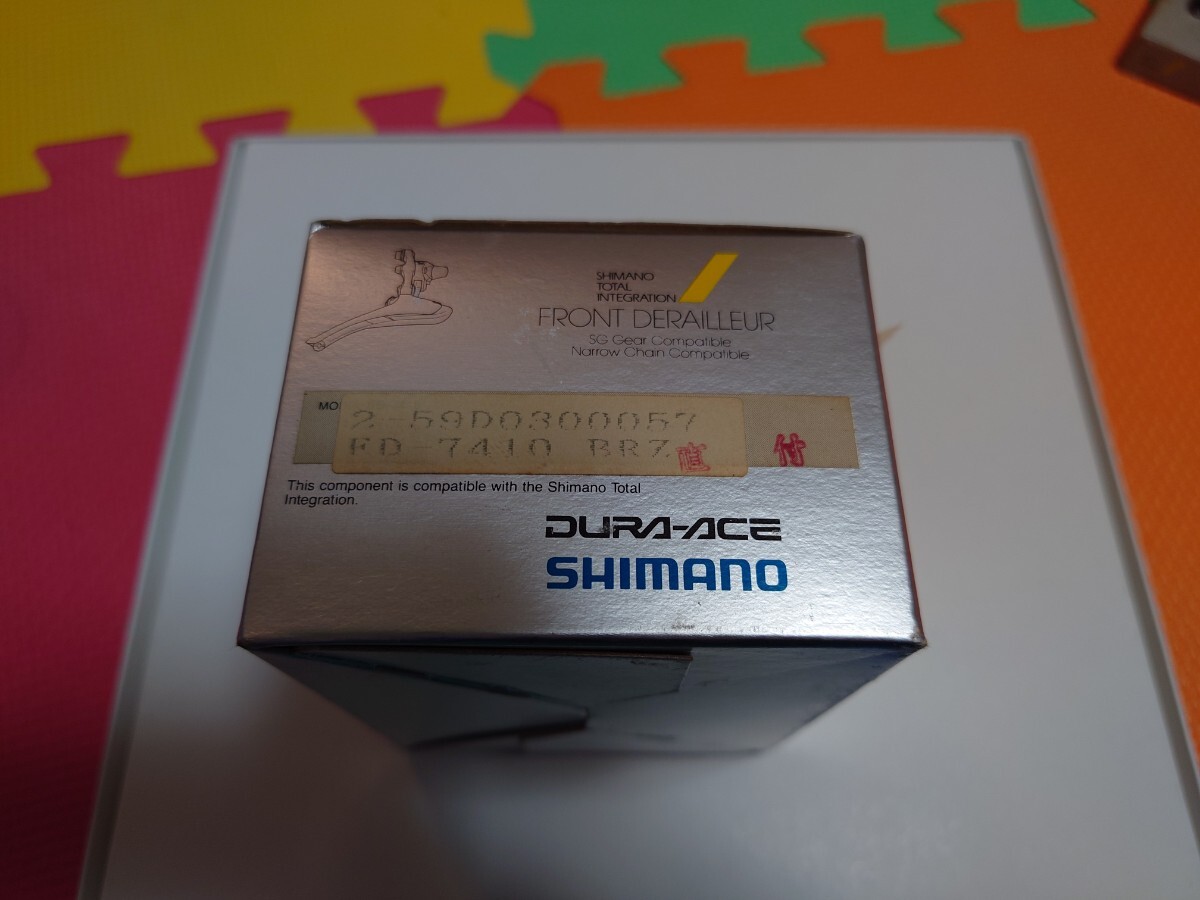 SHIMANO
TOTAL
INTEGRATION
FRONT DERAILLEUR
SG Gear Compatible
Narrow Chain Compatible
2-59D0300057
FD-7410 BRZ
付
This component is compatible with the Shimano Total
Integration.
DURA-ACE
SHIMANO